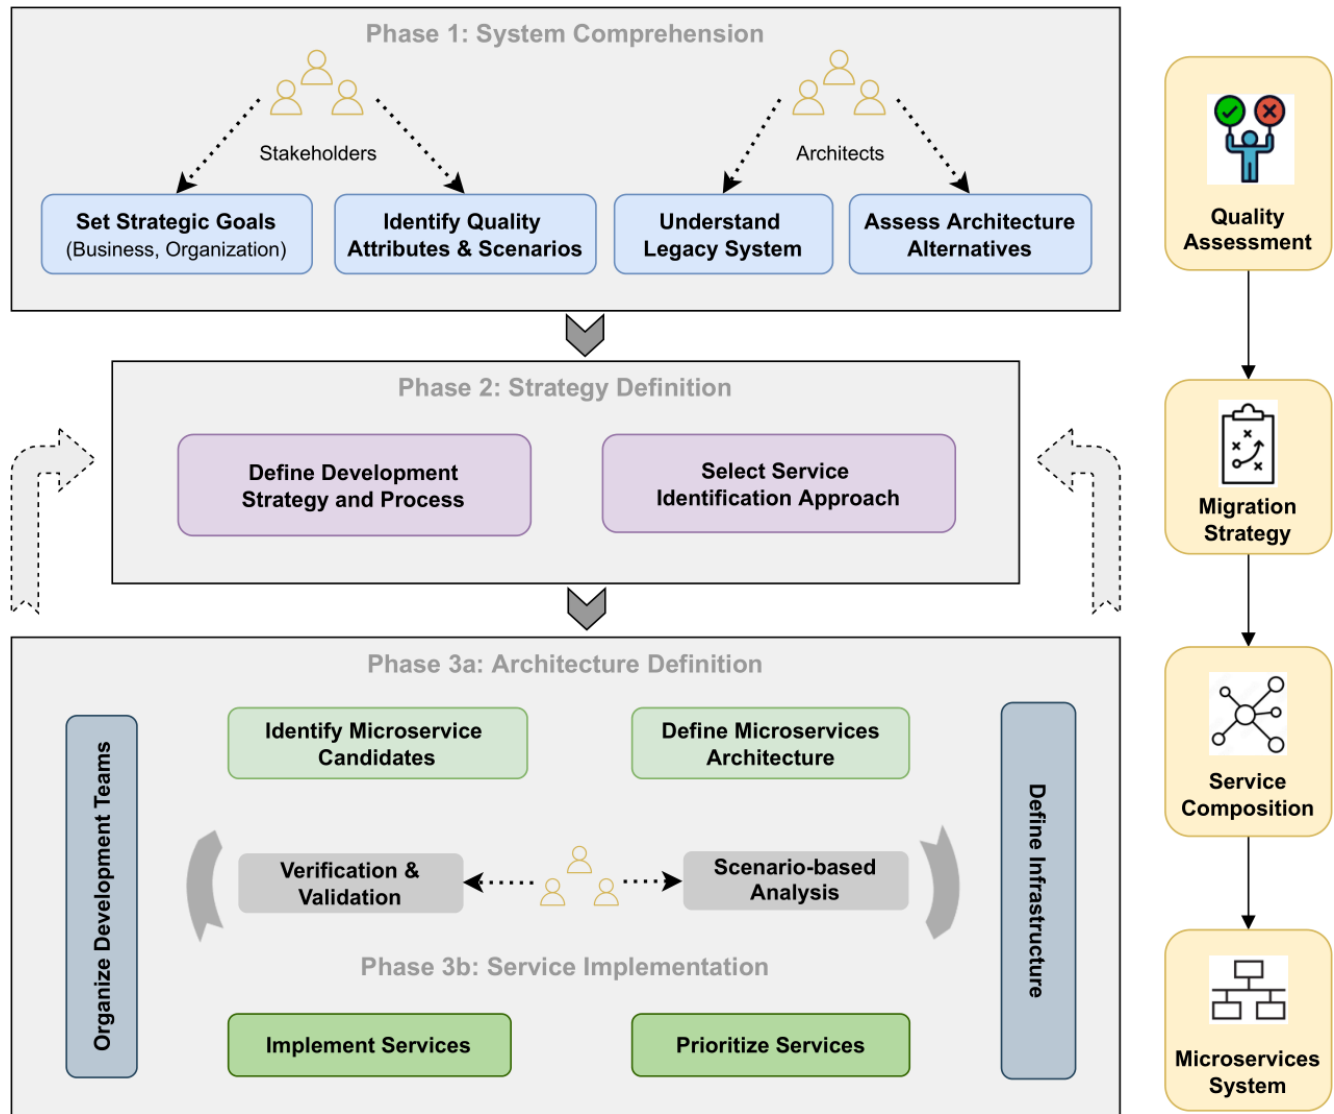 Phase 1: System Comprehension
Stakeholders
Architects
Set Strategic Goals
(Business, Organization)
Identify Quality
Attributes & Scenarios
Understand
Legacy System
Assess Architecture
Alternatives
Phase 2: Strategy Definition
Define Development
Strategy and Process
Select Service
Identification Approach
Phase 3a: Architecture Definition
Organize Development Teams
Identify Microservice
Candidates
Define Microservices
Architecture
Define Infrastructure
Verification &
Validation
Scenario-based
Analysis
Phase 3b: Service Implementation
Implement Services
Prioritize Services
Quality
Assessment
Migration
Strategy
Service
Composition
Microservices
System